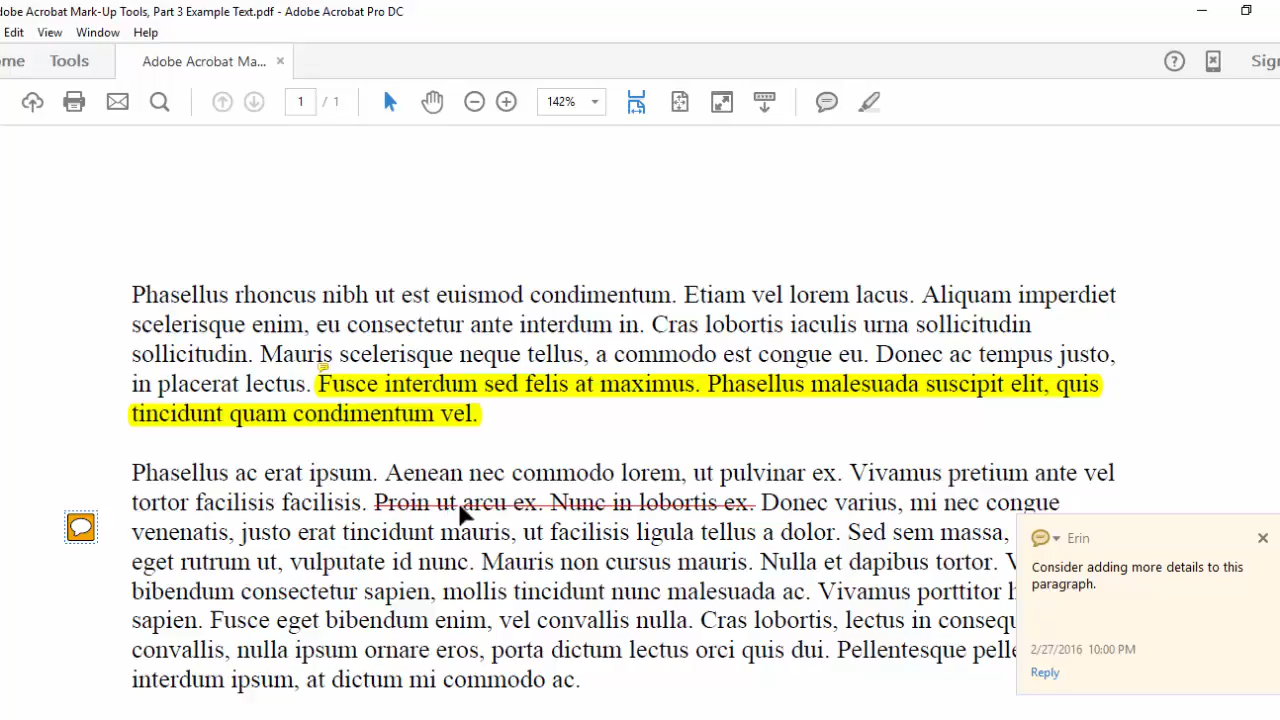 dobe Acrobat Mark-Up Tools, Part 3 Example Text.pdf - Adobe Acrobat Pro DC
Edit View Window Help
ome Tools Adobe Acrobat Ma... × Sign
1 / 1 142%
Phasellus rhoncus nibh ut est euismod condimentum. Etiam vel lorem lacus. Aliquam imperdiet
scelerisque enim, eu consectetur ante interdum in. Cras lobortis iaculis urna sollicitudin
sollicitudin. Mauris scelerisque neque tellus, a commodo est congue eu. Donec ac tempus justo,
in placerat lectus. Fusce interdum sed felis at maximus. Phasellus malesuada suscipit elit, quis
tincidunt quam condimentum vel.
Phasellus ac erat ipsum. Aenean nec commodo lorem, ut pulvinar ex. Vivamus pretium ante vel
tortor facilisis facilisis. Proin ut arcu ex. Nunc in lobortis ex. Donec varius, mi nec congue
venenatis, justo erat tincidunt mauris, ut facilisis ligula tellus a dolor. Sed sem massa,
eget rutrum ut, vulputate id nunc. Mauris non cursus mauris. Nulla et dapibus tortor. V
bibendum consectetur sapien, mollis tincidunt nunc malesuada ac. Vivamus porttitor h
sapien. Fusce eget bibendum enim, vel convallis nulla. Cras lobortis, lectus in consequ
convallis, nulla ipsum ornare eros, porta dictum lectus orci quis dui. Pellentesque pelle
interdum ipsum, at dictum mi commodo ac.
Erin
Consider adding more details to this
paragraph.
2/27/2016 10:00 PM
Reply